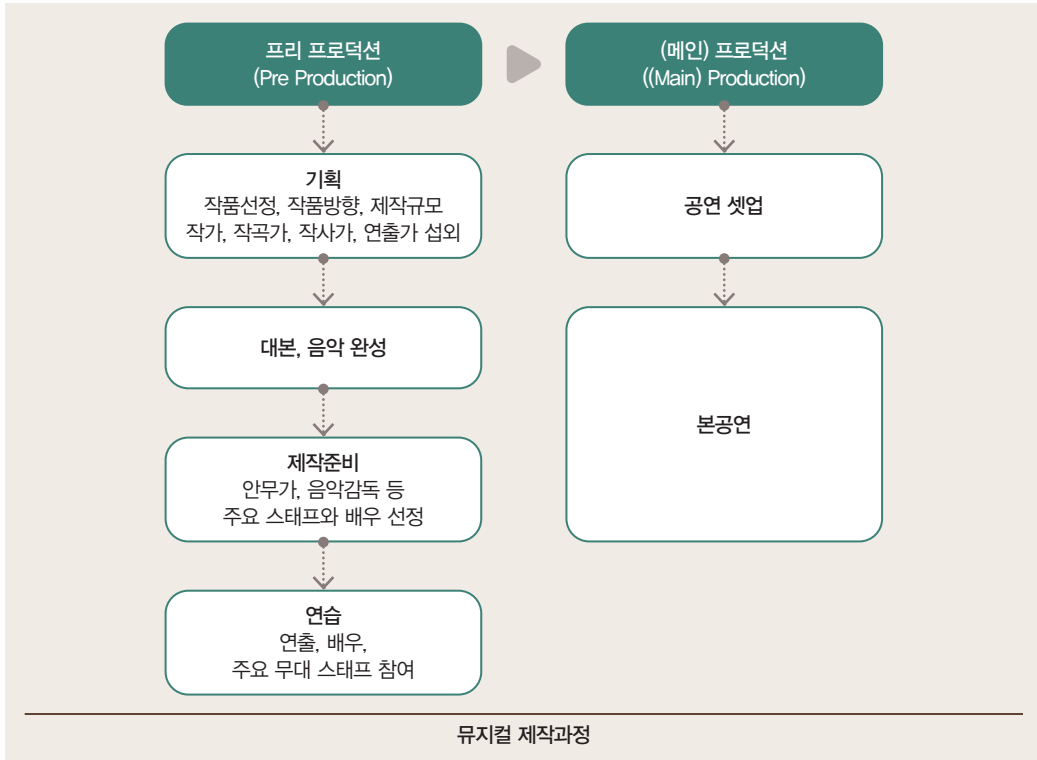 프리 프로덕션
(Pre Production)
기획
작품선정, 작품방향, 제작규모
작가, 작곡가, 작사가, 연출가 섭외
대본, 음악 완성
제작준비
안무가, 음악감독 등
주요 스태프와 배우 선정
연습
연출, 배우,
주요 무대 스태프 참여
(메인) 프로덕션
((Main) Production)
공연 셋업
본공연
뮤지컬 제작과정